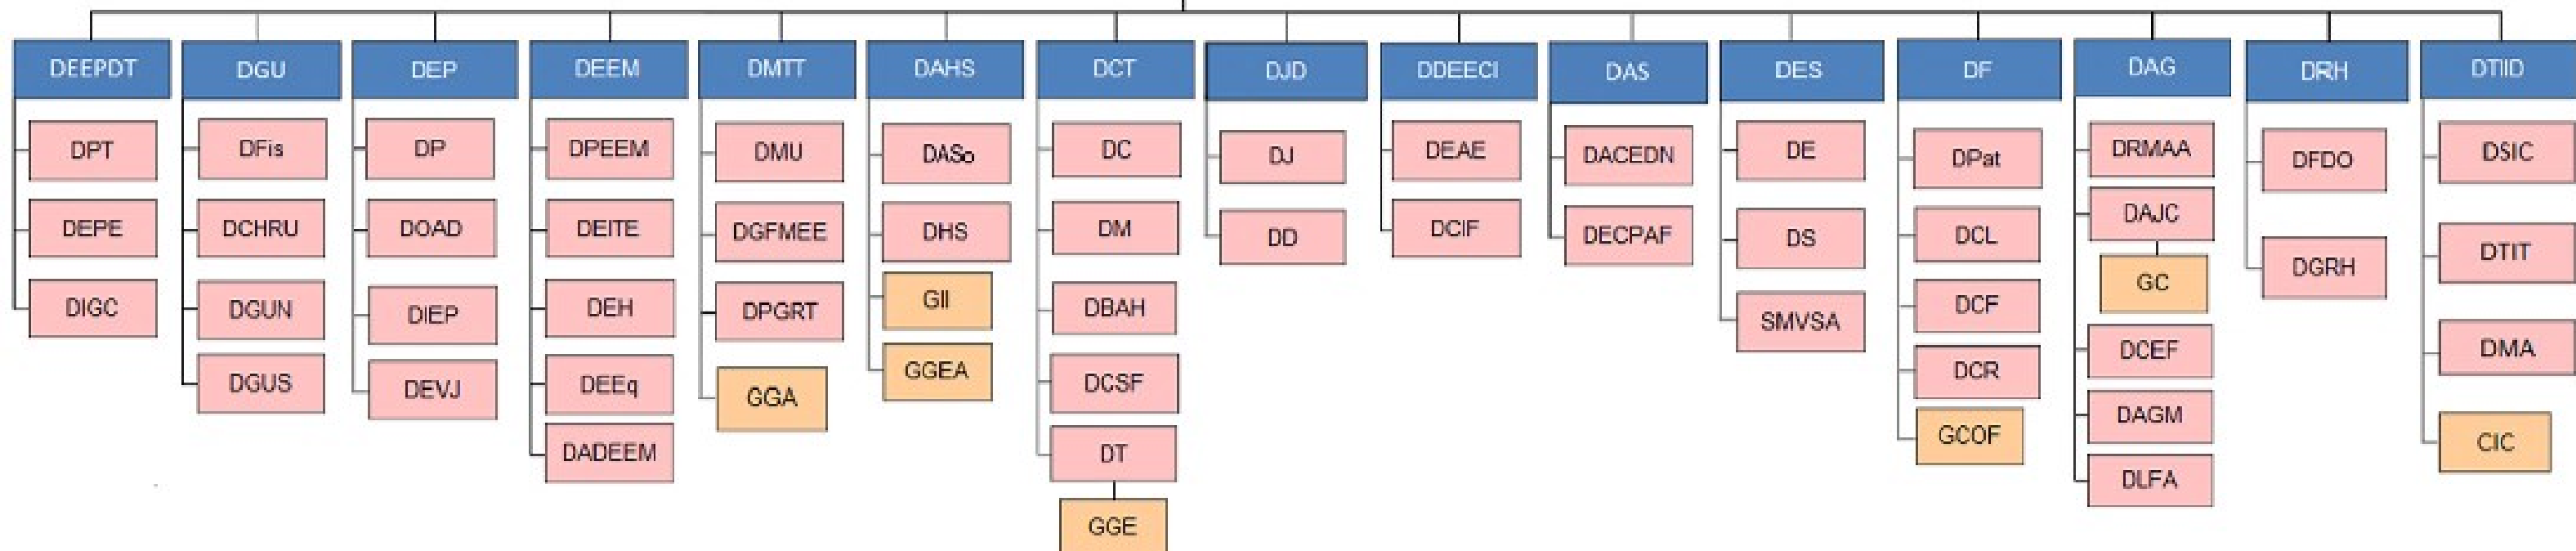 DEEPDT
DPT
DEPE
DIGC
DGU
DFis
DCHRU
DGUN
DGUS
DEP
DP
DOAD
DIEP
DEVJ
DEEM
DPEEM
DEITE
DEH
DEEq
DADEEM
DMTT
DMU
DGFMEE
DPGRT
GGA
DAHS
DASo
DHS
GII
GGEA
DCT
DC
DM
DBAH
DCSF
DT
GGE
DJD
DJ
DD
DDEECI
DEAE
DCIF
DAS
DACEDN
DECPAF
DES
DE
DS
SMVSA
DF
DPat
DCL
DCF
DCR
GCOF
DAG
DRMAA
DAJC
GC
DCEF
DAGM
DLFA
DRH
DFDO
DGRH
DTIID
DSIC
DTIT
DMA
CIC